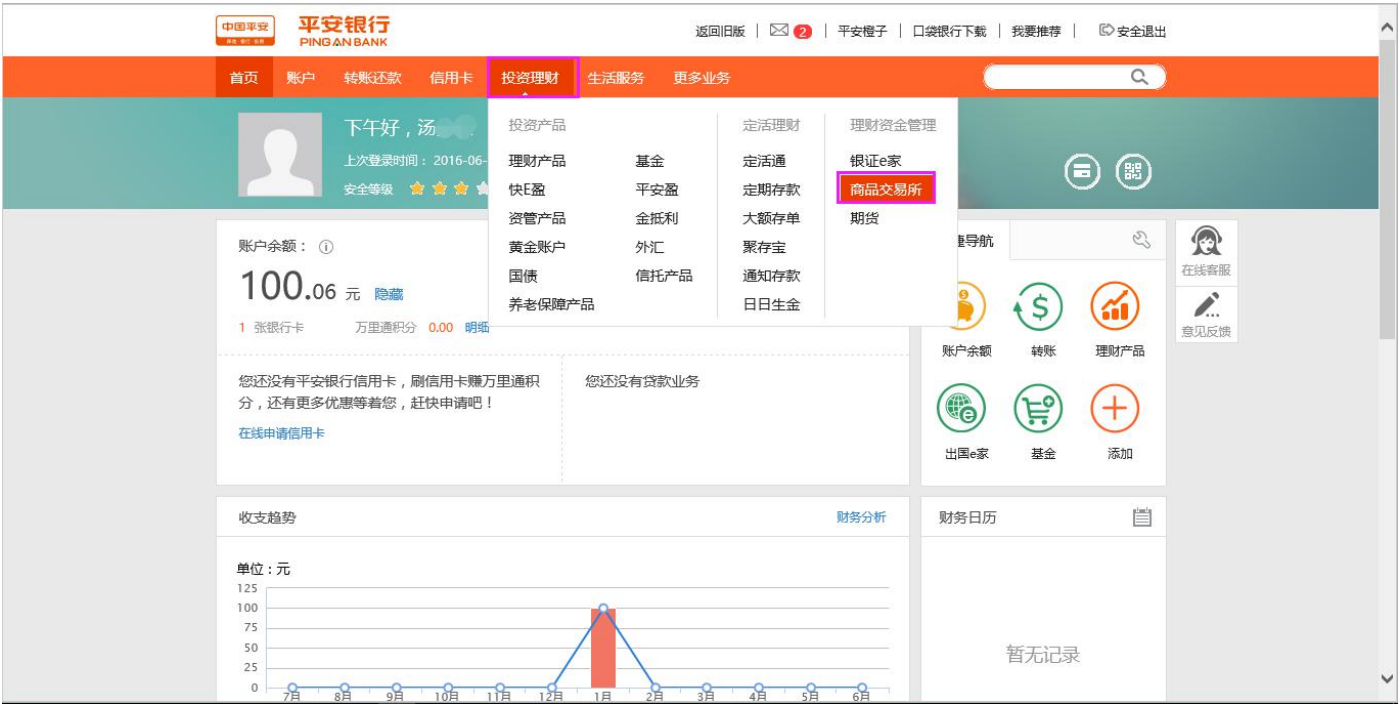 中国平安
平安银行
PING AN BANK
返回旧版 | 2 | 平安橙子 | 口袋银行下载 | 我要推荐 | 安全退出
首页 账户 转账还款 信用卡 投资理财 生活服务 更多业务
下午好，汤
上次登录时间：2016-06-
安全等级
投资产品 定活理财 理财资金管理
理财产品 基金 定活通 银证e家
快E盈 平安盈 定期存款 商品交易所
资管产品 金抵利 大额存单 期货
黄金账户 外汇 聚存宝
国债 信托产品 通知存款
养老保障产品 日日生金
账户余额：
100.06 元 隐藏
1 张银行卡 万里通积分 0.00 明细
您还没有平安银行信用卡，刷信用卡赚万里通积
分，还有更多优惠等着您，赶快申请吧！
在线申请信用卡
您还没有贷款业务
导航
账户余额 转账 理财产品
出国e家 基金 添加
在线客服
意见反馈
收支趋势 财务分析
单位：元
125
100
75
50
25
0
7月 8月 9月 10月 11月 12月 1月 2月 3月 4月 5月 6月
财务日历
暂无记录